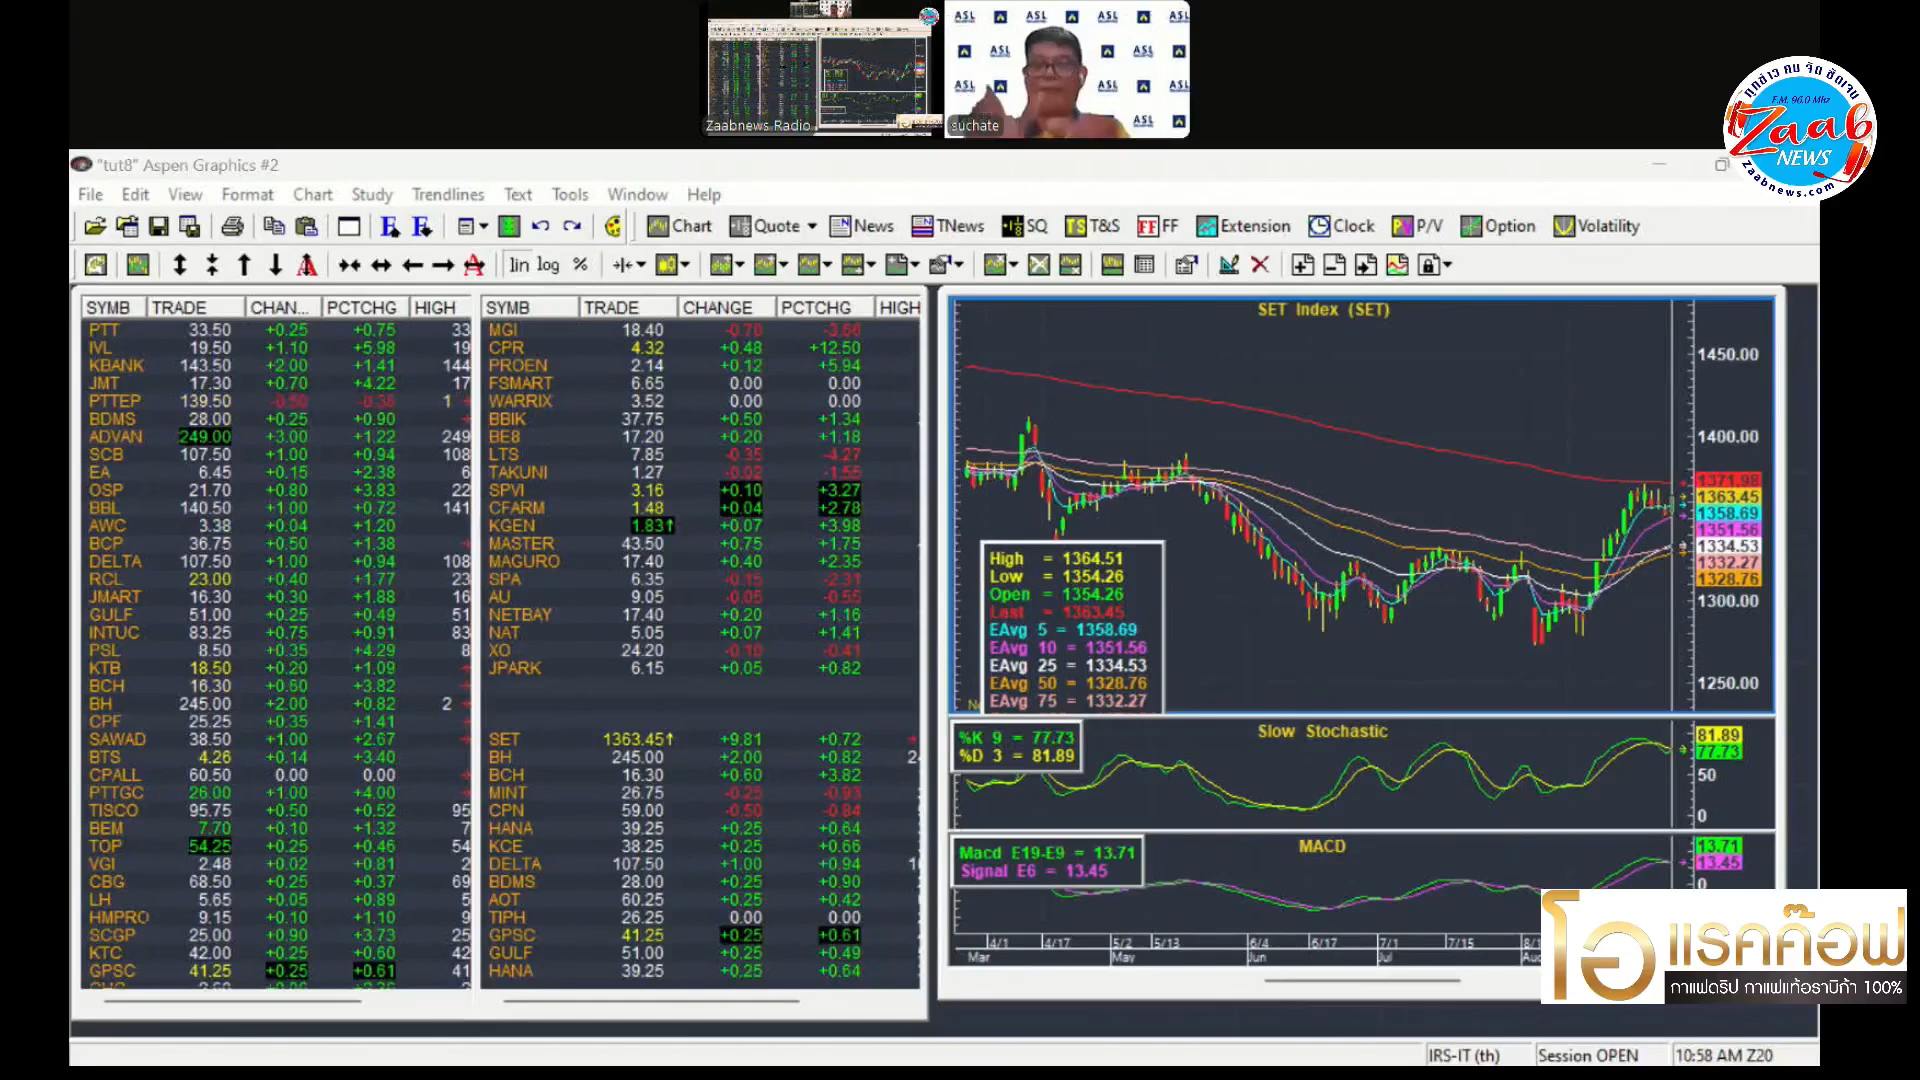 ASL ASL ASL ASL
ASL ASL
ASL ASL ASL
ASL
Zaabnews Radio
suchate
ทุกข่าว คม จัด ชัดเจน
F.M. 96.0 Mhz
Zaab
NEWS
Zaabnews.com
"tut8" Aspen Graphics #2
File Edit View Format Chart Study Trendlines Text Tools Window Help
Chart Quote News TNews SQ T&S FF Extension Clock P/V Option Volatility
lin log %
SYMB TRADE CHAN... PCTCHG HIGH
PTT 33.50 +0.25 +0.75 33
IVL 19.50 +1.10 +5.98 19
KBANK 143.50 +2.00 +1.41 144
JMT 17.30 +0.70 +4.22 17
PTTEP 139.50 -0.50 -0.36 1
BDMS 28.00 +0.25 +0.90
ADVAN 249.00 +3.00 +1.22 249
SCB 107.50 +1.00 +0.94 108
EA 6.45 +0.15 +2.38 6
OSP 21.70 +0.80 +3.83 22
BBL 140.50 +1.00 +0.72 141
AWC 3.38 +0.04 +1.20
BCP 36.75 +0.50 +1.38
DELTA 107.50 +1.00 +0.94 108
RCL 23.00 +0.40 +1.77 23
JMART 16.30 +0.30 +1.88 16
GULF 51.00 +0.25 +0.49 51
INTUC 83.25 +0.75 +0.91 83
PSL 8.50 +0.35 +4.29 8
KTB 18.50 +0.20 +1.09
BCH 16.30 +0.60 +3.82
BH 245.00 +2.00 +0.82 2
CPF 25.25 +0.35 +1.41
SAWAD 38.50 +1.00 +2.67
BTS 4.26 +0.14 +3.40
CPALL 60.50 0.00 0.00
PTTGC 26.00 +1.00 +4.00
TISCO 95.75 +0.50 +0.52 95
BEM 7.70 +0.10 +1.32 7
TOP 54.25 +0.25 +0.46 54
VGI 2.48 +0.02 +0.81 2
CBG 68.50 +0.25 +0.37 69
LH 5.65 +0.05 +0.89 5
HMPRO 9.15 +0.10 +1.10 9
SCGP 25.00 +0.90 +3.73 25
KTC 42.00 +0.25 +0.60 42
GPSC 41.25 +0.25 +0.61 41
SYMB TRADE CHANGE PCTCHG HIGH
MGI 18.40 -0.70 -3.66
CPR 4.32 +0.48 +12.50
PROEN 2.14 +0.12 +5.94
FSMART 6.65 0.00 0.00
WARRIX 3.52 0.00 0.00
BBIK 37.75 +0.50 +1.34
BE8 17.20 +0.20 +1.18
LTS 7.85 -0.35 -4.27
TAKUNI 1.27 -0.02 -1.55
SPVI 3.16 +0.10 +3.27
CFARM 1.48 +0.04 +2.78
KGEN 1.83↑ +0.07 +3.98
MASTER 43.50 +0.75 +1.75
MAGURO 17.40 +0.40 +2.35
SPA 6.35 -0.15 -2.31
AU 9.05 -0.05 -0.55
NETBAY 17.40 +0.20 +1.16
NAT 5.05 +0.07 +1.41
XO 24.20 -0.10 -0.41
JPARK 6.15 +0.05 +0.82
SET 1363.45↑ +9.81 +0.72
BH 245.00 +2.00 +0.82 24
BCH 16.30 +0.60 +3.82
MINT 26.75 -0.25 -0.93
CPN 59.00 -0.50 -0.84
HANA 39.25 +0.25 +0.64
KCE 38.25 +0.25 +0.66
DELTA 107.50 +1.00 +0.94 10
BDMS 28.00 +0.25 +0.90
AOT 60.25 +0.25 +0.42
TIPH 26.25 0.00 0.00
GPSC 41.25 +0.25 +0.61
GULF 51.00 +0.25 +0.49
HANA 39.25 +0.25 +0.64
SET Index (SET)
1450.00
1400.00
1371.98
1363.45
1358.69
1351.56
1334.53
1332.27
1328.76
1300.00
1250.00
High = 1364.51
Low = 1354.26
Open = 1354.26
Last = 1363.45
EAvg 5 = 1358.69
EAvg 10 = 1351.56
EAvg 25 = 1334.53
EAvg 50 = 1328.76
EAvg 75 = 1332.27
Slow Stochastic
%K 9 = 77.73
%D 3 = 81.89
81.89
77.73
50
0
MACD
Macd E19-E9 = 13.71
Signal E6 = 13.45
13.71
13.45
0
4/1 4/17 5/2 5/13 6/4 6/17 7/1 7/15 8/1
Mar May Jun Jul Aug
โอ แรคค๊อฟ
กาแฟดริป กาแฟแท้อราบิก้า 100%
IRS-IT (th) Session OPEN 10:58 AM Z20